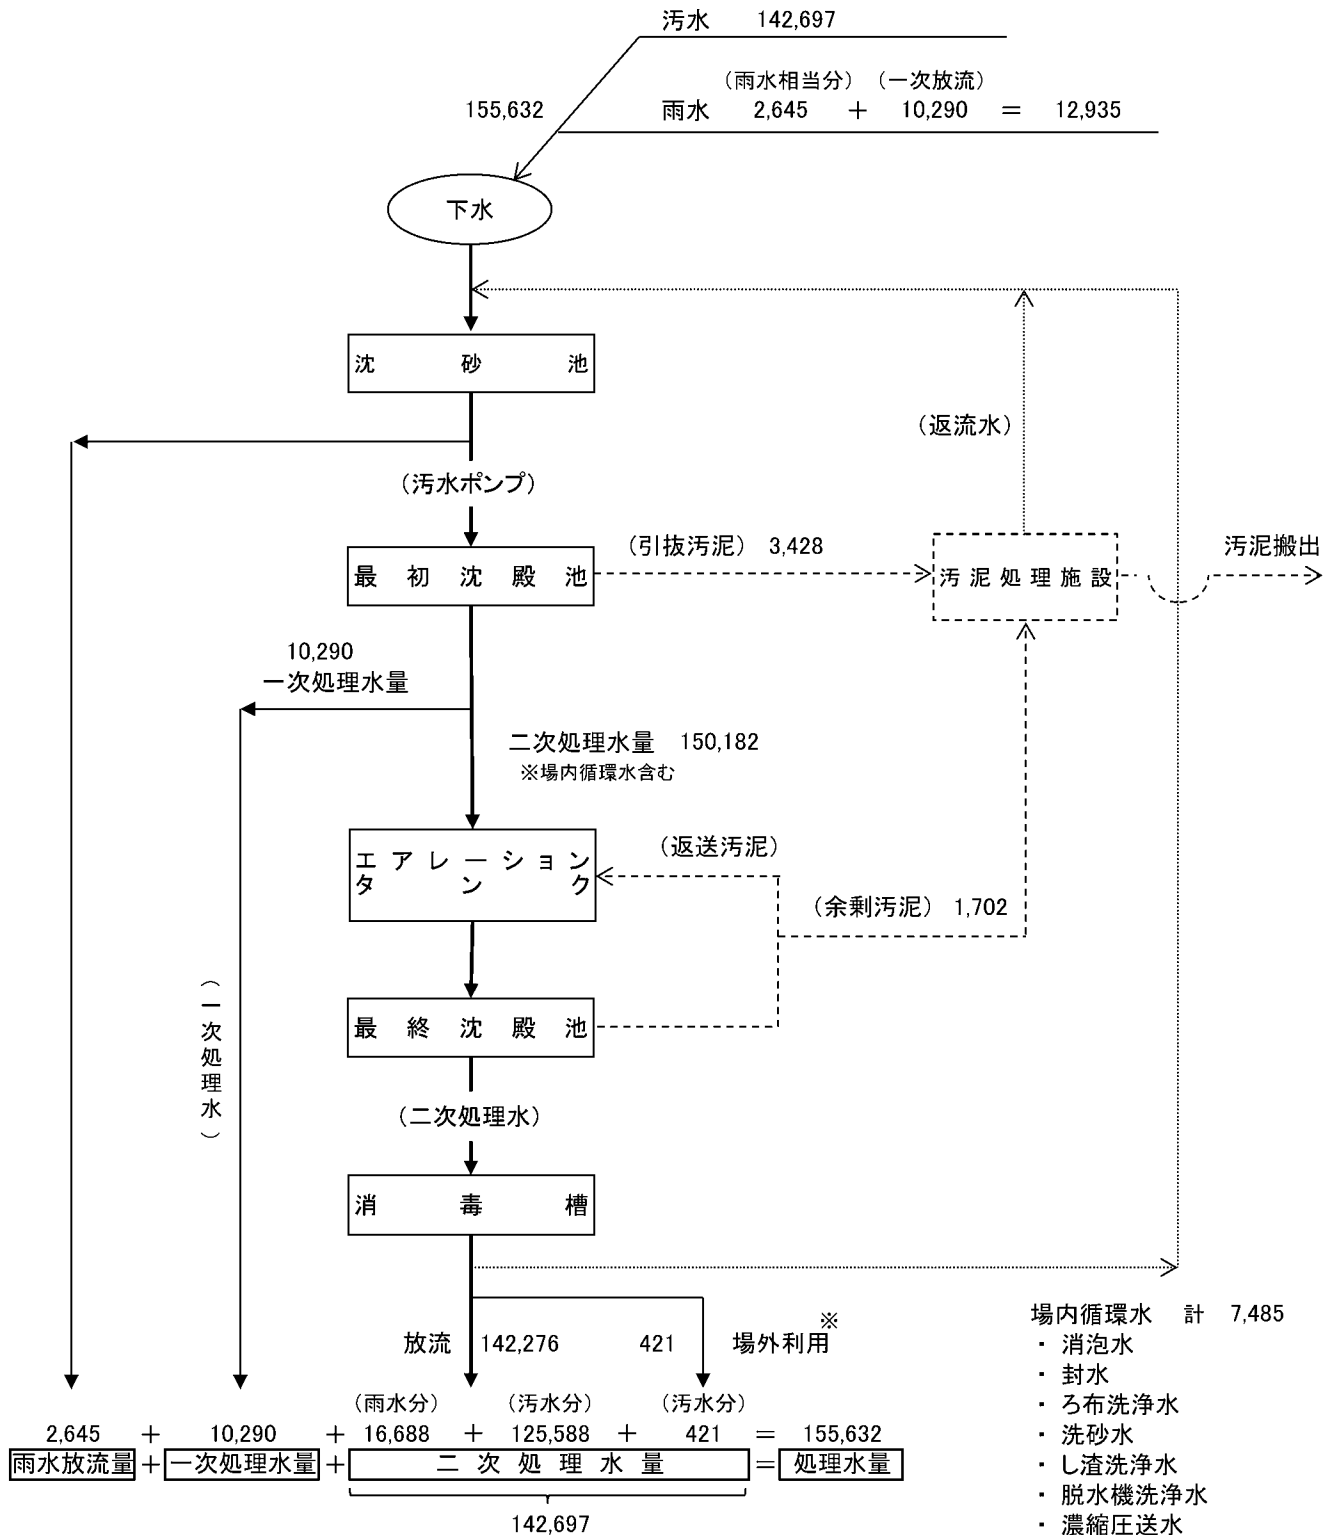 汚水 142,697
(雨水相当分) (一次放流)
155,632 雨水 2,645 + 10,290 = 12,935
下水
沈砂池
(返流水)
(汚水ポンプ)
(引抜汚泥) 3,428
汚泥搬出
最初沈殿池
汚泥処理施設
10,290
一次処理水量
二次処理水量 150,182
※場内循環水含む
(返送汚泥)
エアレーション
タンク
(余剰汚泥) 1,702
(一次処理水)
最終沈殿池
(二次処理水)
消毒槽
放流 142,276 421 場外利用※
(雨水分) (汚水分) (汚水分)
2,645 + 10,290 + 16,688 + 125,588 + 421 = 155,632
雨水放流量 + 一次処理水量 + 二次処理水量 = 処理水量
142,697
場内循環水 計 7,485
・ 消泡水
・ 封水
・ ろ布洗浄水
・ 洗砂水
・ し渣洗浄水
・ 脱水機洗浄水
・ 濃縮圧送水